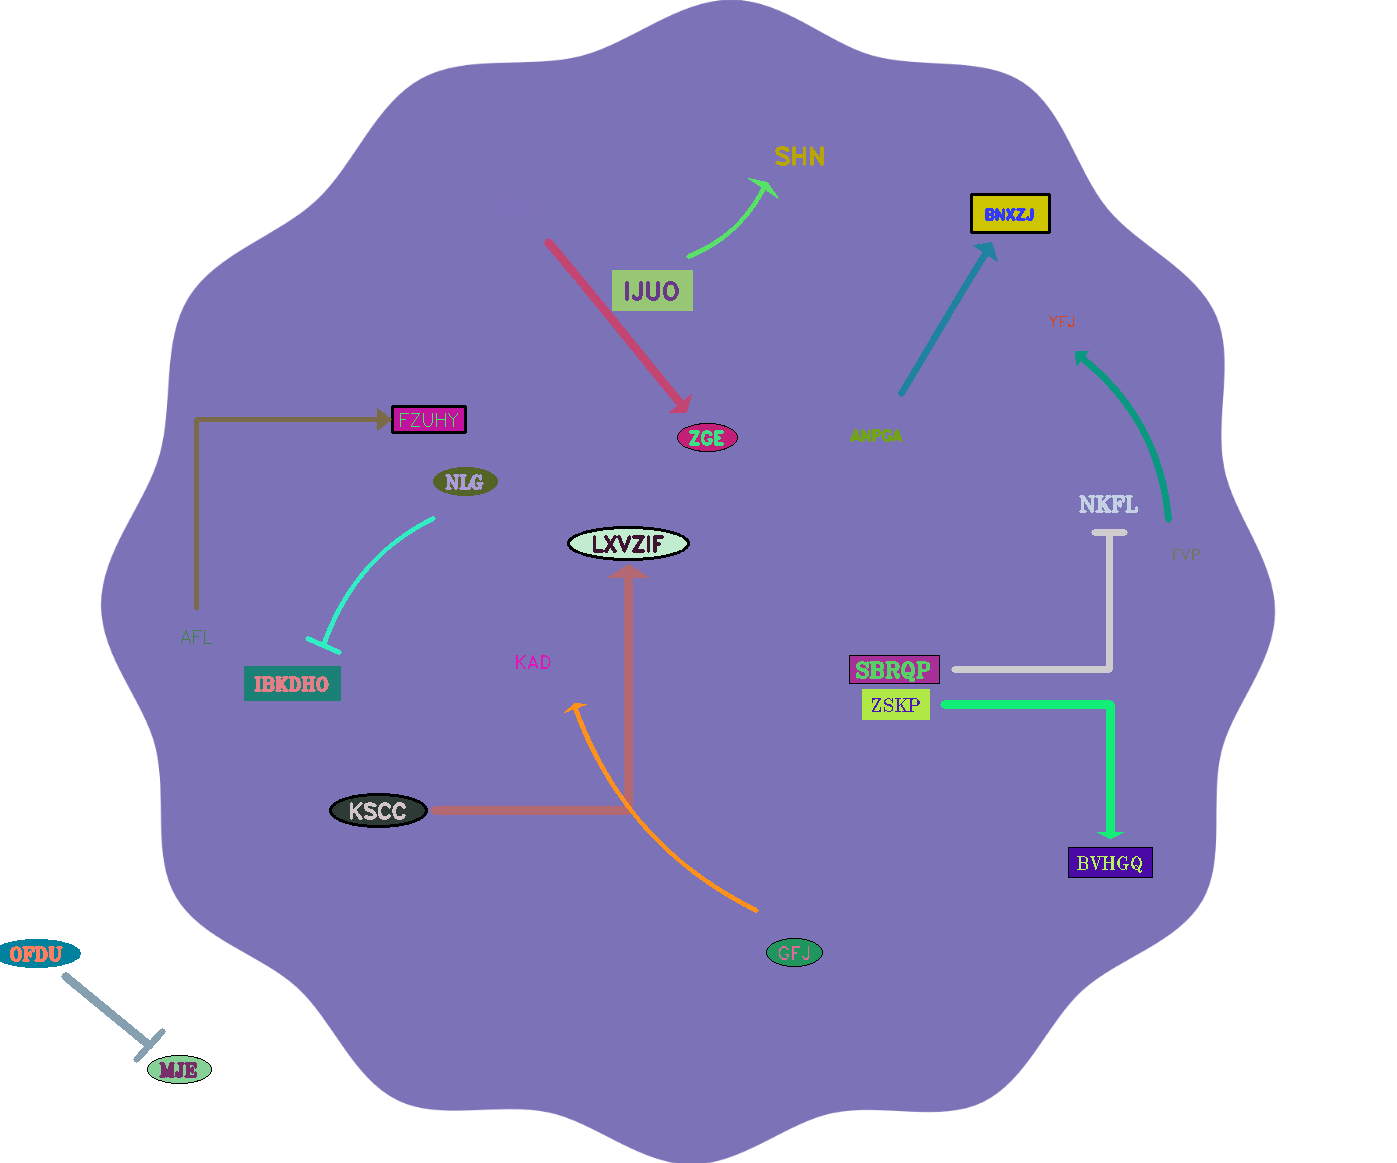 SHN
BNXZJ
IJUO
YFJ
FZUHY
ZGE
ANPGA
NLG
NKFL
LXVZIF
FVP
AFL
KAD
SBRQP
IBKDHO
ZSKP
KSCC
BVHGQ
GFJ
OFDU
MJE